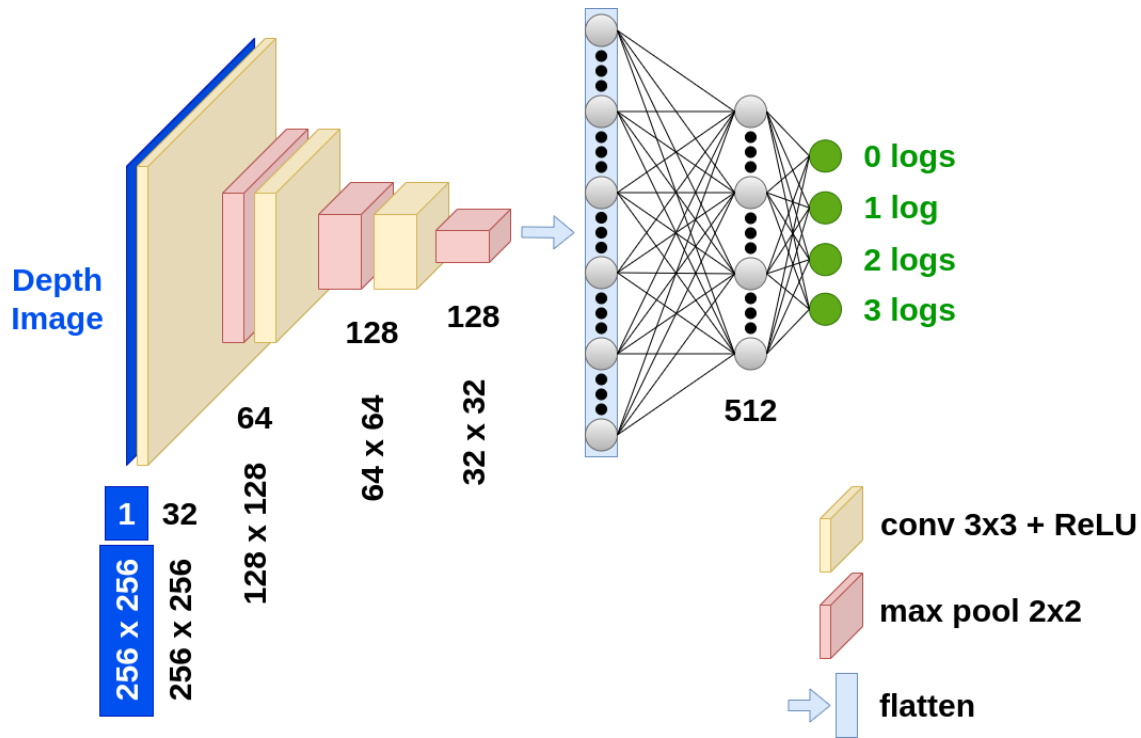 Depth
Image
1
32
256 x 256
256 x 256
64
128 x 128
128
64 x 64
128
32 x 32
512
0 logs
1 log
2 logs
3 logs
conv 3x3 + ReLU
max pool 2x2
flatten